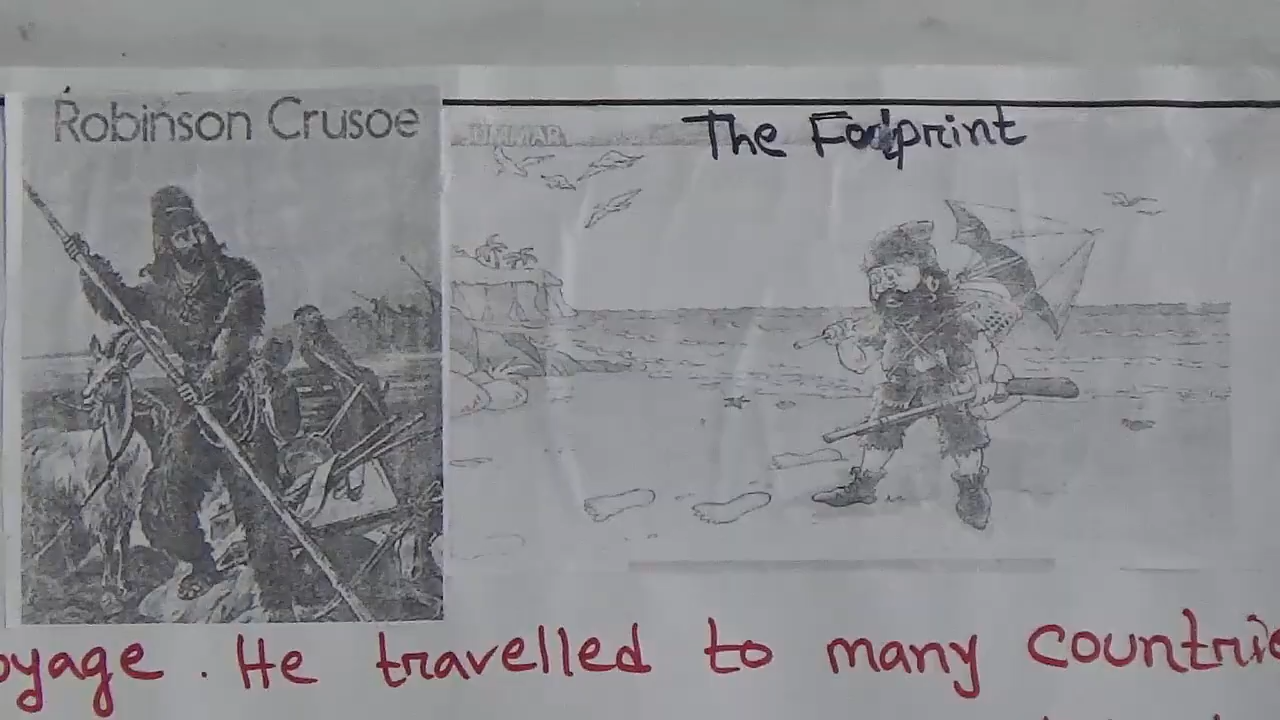 Robinson Crusoe
The Footprint
oyage. He travelled to many countrie